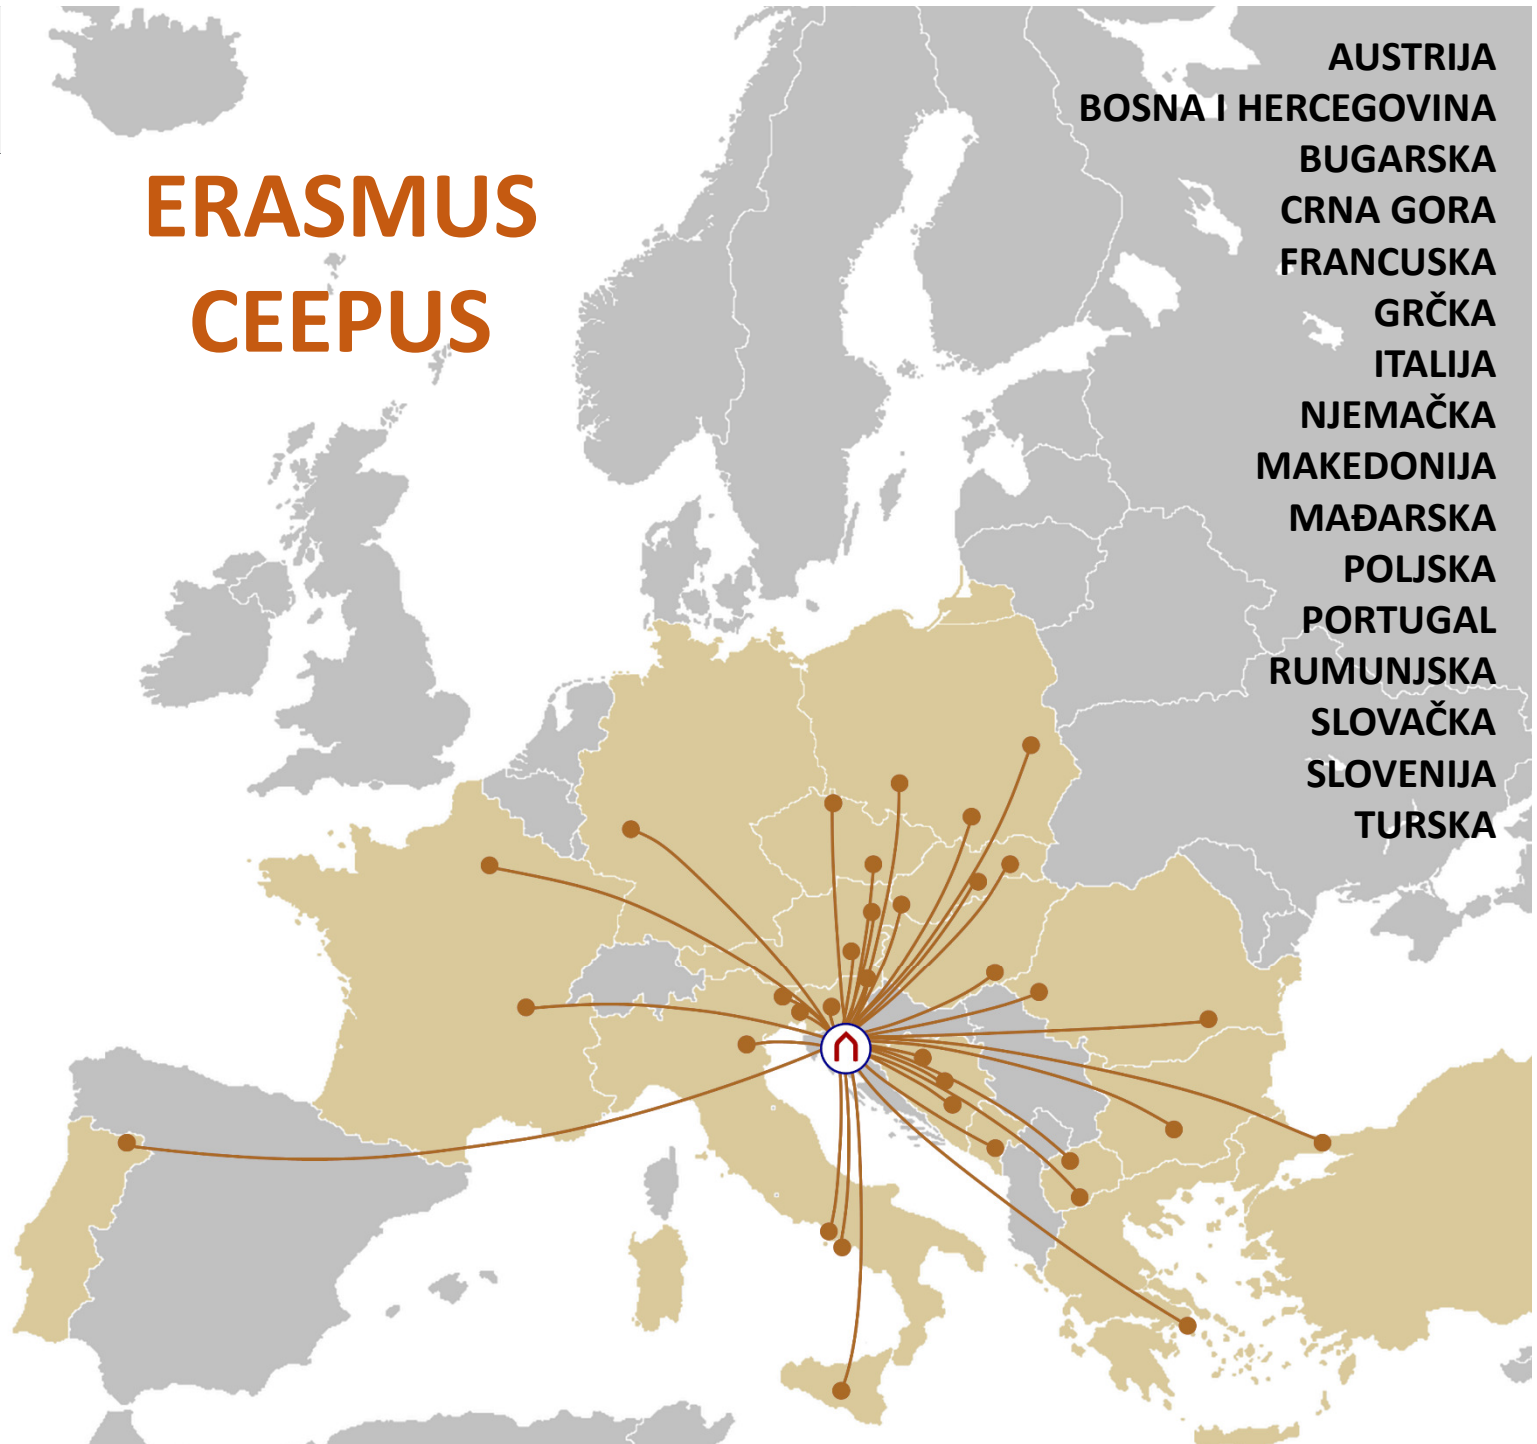 ERASMUS
CEEPUS
AUSTRIJA
BOSNA I HERCEGOVINA
BUGARSKA
CRNA GORA
FRANCUSKA
GRČKA
ITALIJA
NJEMAČKA
MAKEDONIJA
MAĐARSKA
POLJSKA
PORTUGAL
RUMUNJSKA
SLOVAČKA
SLOVENIJA
TURSKA